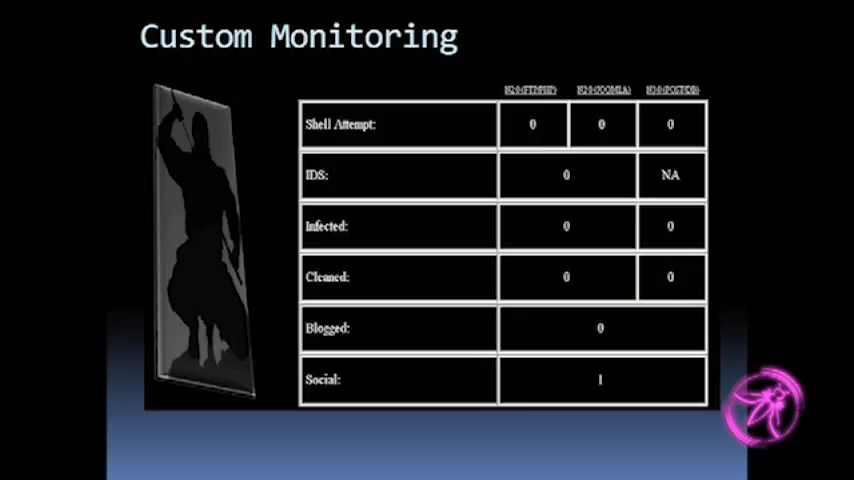 Custom Monitoring
Shell Attempt: 0 0 0
IDS: 0 NA
Infected: 0 0
Cleaned: 0 0
Blogged: 0
Social: 1